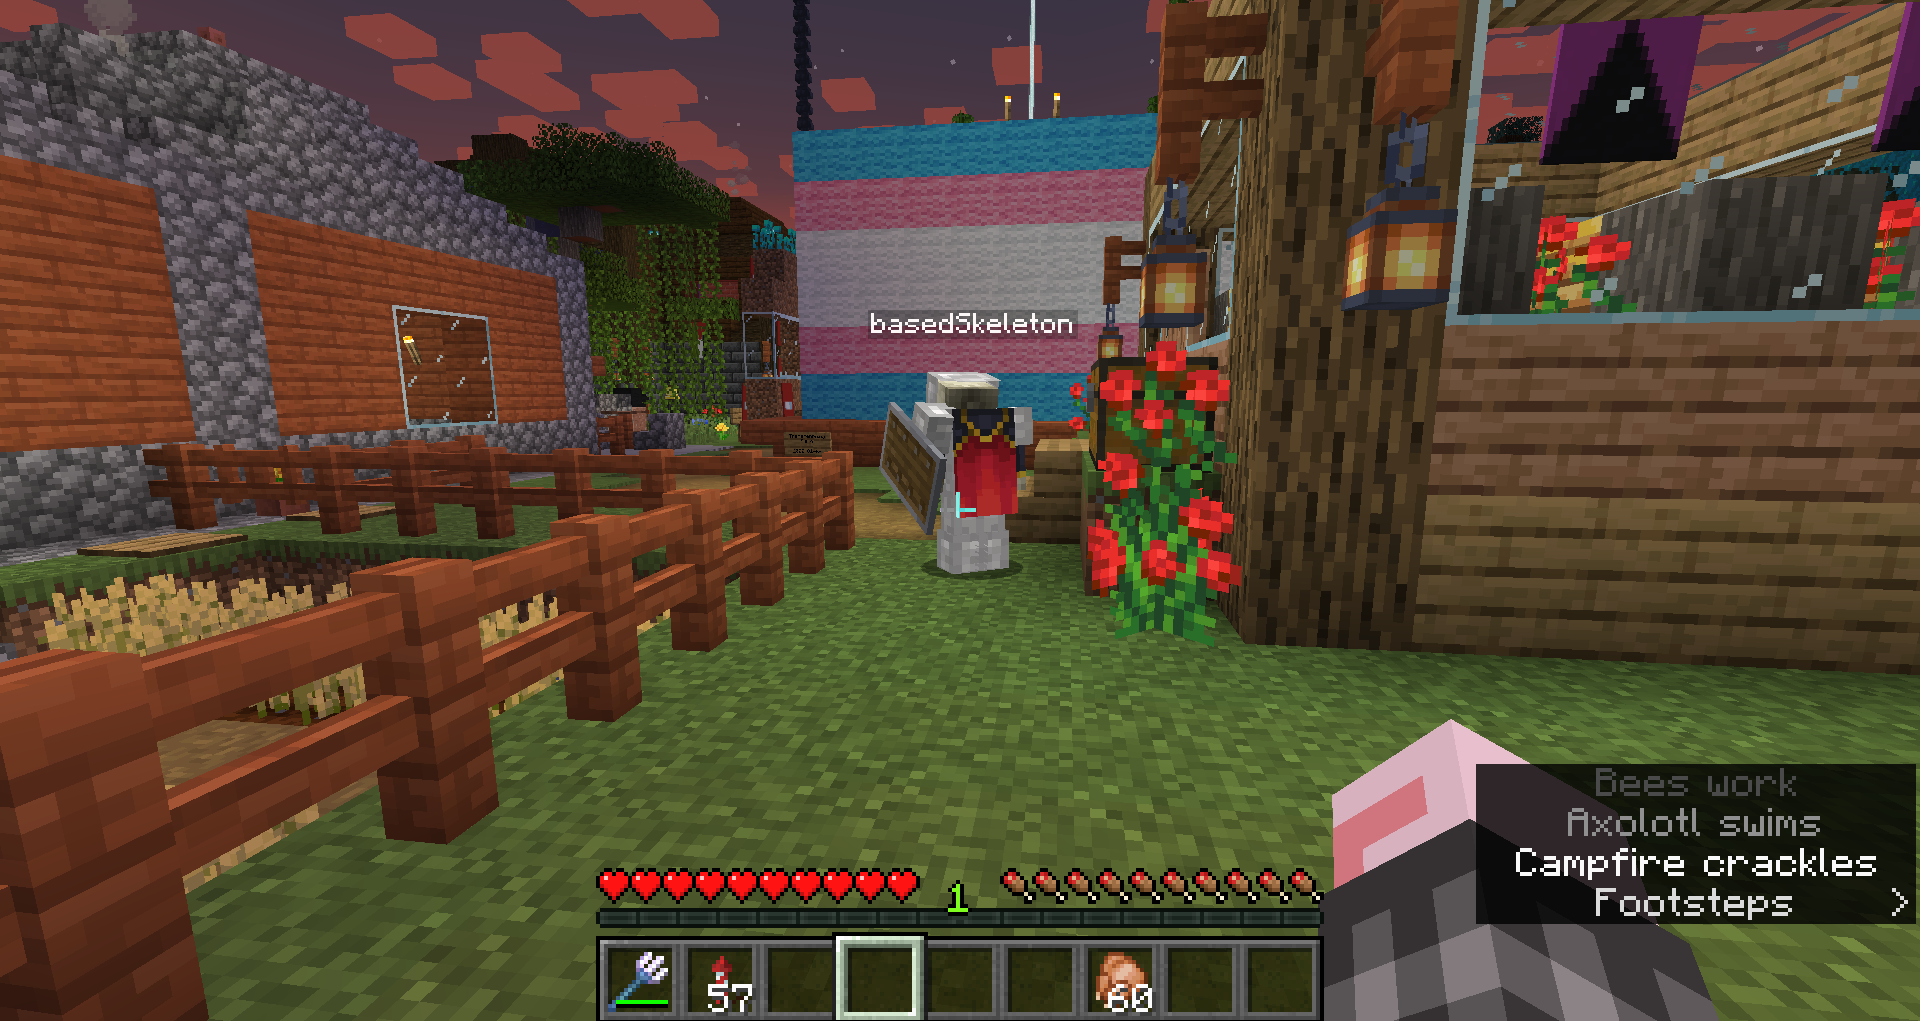 basedSkeleton
Bees work
Axolotl swims
Campfire crackles
Footsteps >
1
57
60